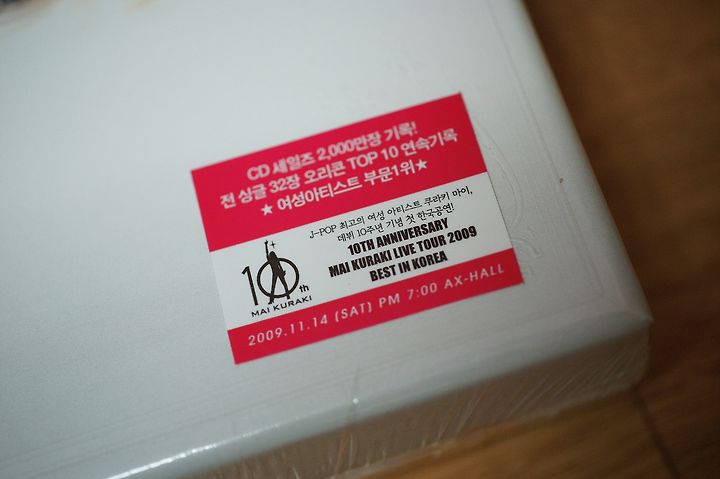 CD 세일즈 2,000만장 기록!
전 싱글 32장 오리콘 TOP 10 연속기록
★ 여성아티스트 부문1위★
J-POP 최고의 여성 아티스트 쿠라키 마이,
데뷔 10주년 기념 첫 한국공연!
10TH ANNIVERSARY
MAI KURAKI LIVE TOUR 2009
BEST IN KOREA
10th
MAI KURAKI
2009.11.14 (SAT) PM 7:00 AX-HALL